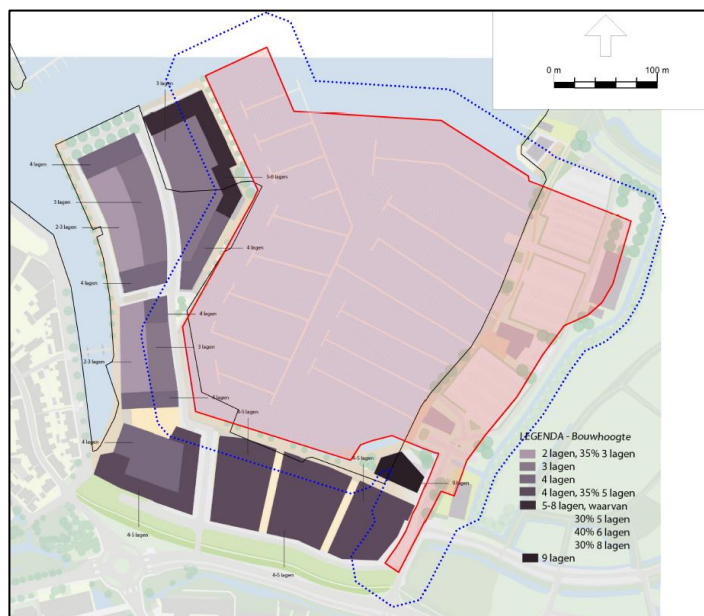 0 m
100 m
3 lagen
4 lagen
5-8 lagen
3 lagen
2-3 lagen
4 lagen
4 lagen
4 lagen
3 lagen
2-3 lagen
4 lagen
4-5 lagen
4 lagen
4-5 lagen
9 lagen
4-5 lagen
4-5 lagen
LEGENDA - Bouwhoogte
2 lagen, 35% 3 lagen
3 lagen
4 lagen
4 lagen, 35% 5 lagen
5-8 lagen, waarvan
30% 5 lagen
40% 6 lagen
30% 8 lagen
9 lagen